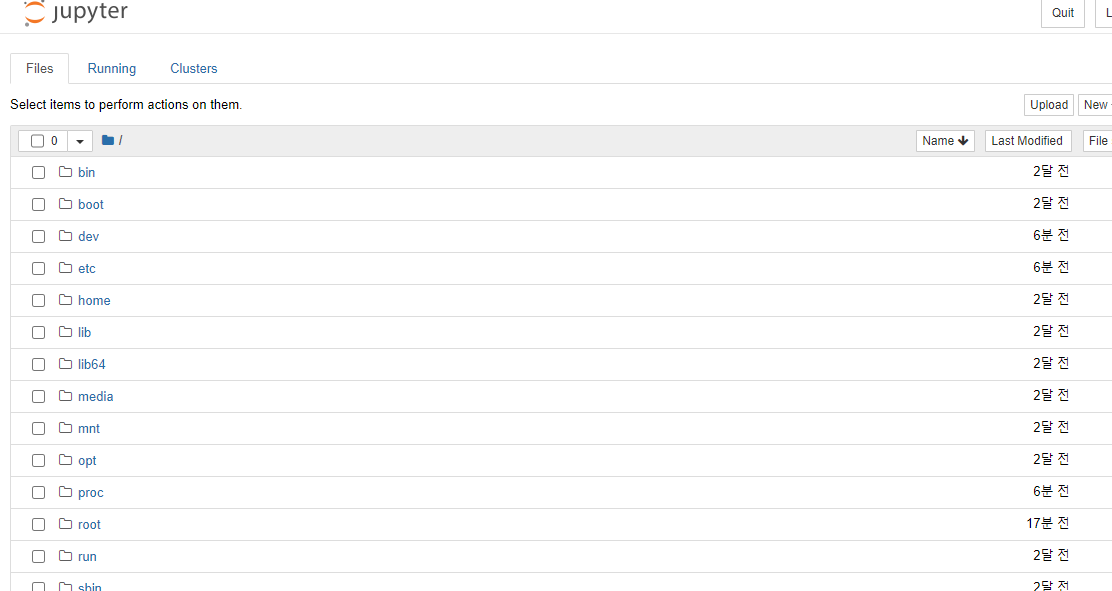 jupyter Quit L
Files Running Clusters
Select items to perform actions on them. Upload New
0 / Name Last Modified File
bin 2달 전
boot 2달 전
dev 6분 전
etc 6분 전
home 2달 전
lib 2달 전
lib64 2달 전
media 2달 전
mnt 2달 전
opt 2달 전
proc 6분 전
root 17분 전
run 2달 전
sbin 2달 전